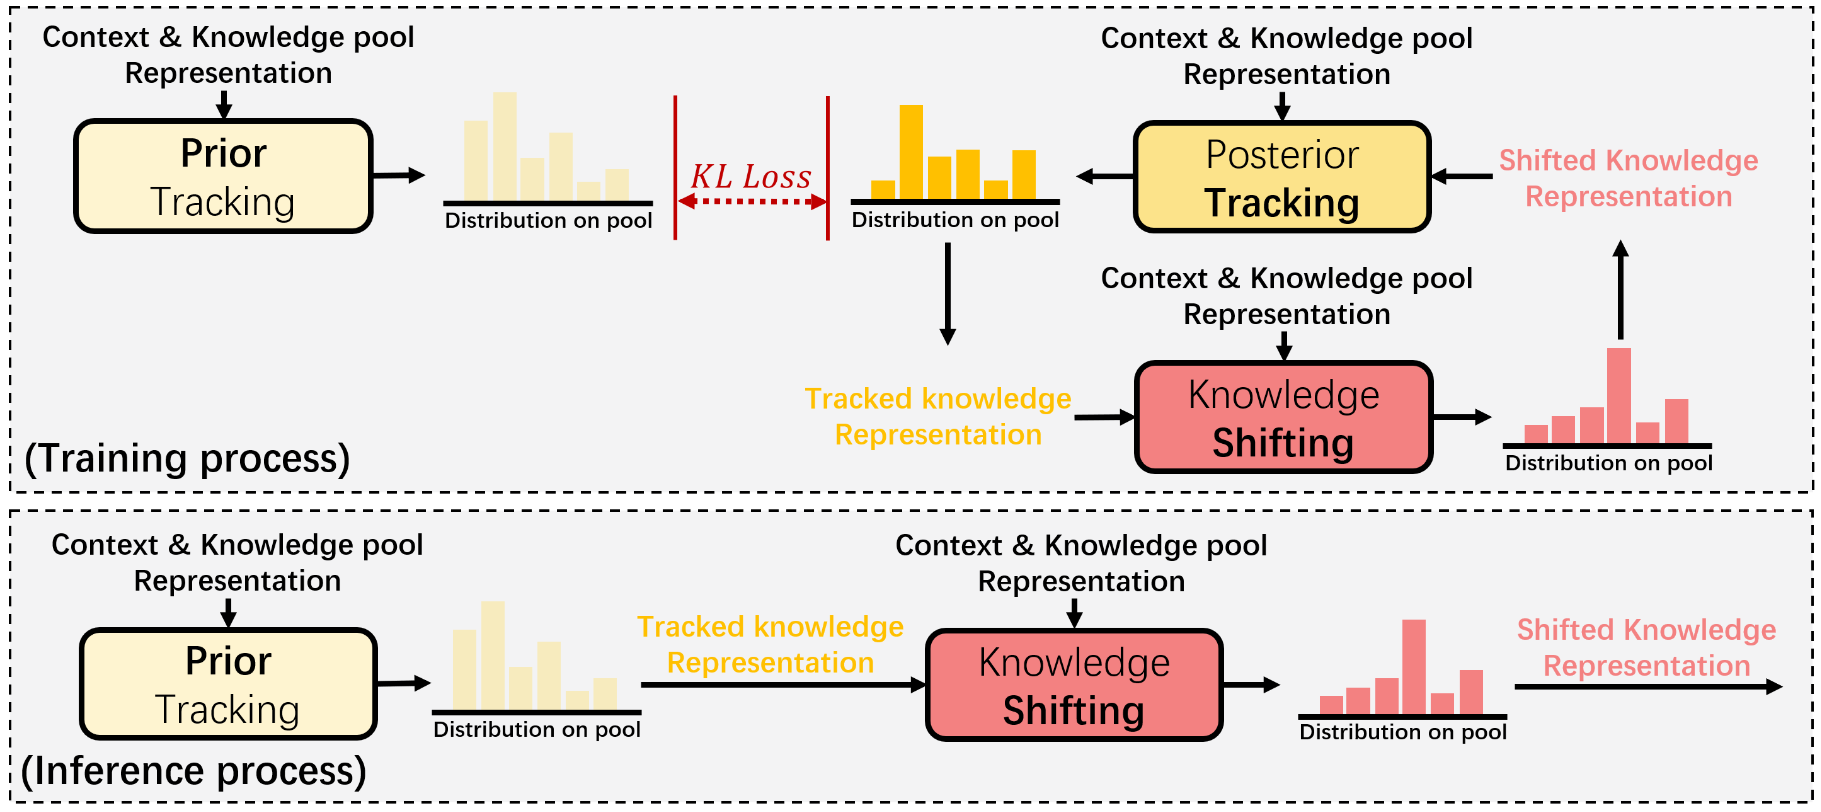 Context & Knowledge pool
Representation
Prior
Tracking
Distribution on pool
KL Loss
Distribution on pool
Context & Knowledge pool
Representation
Posterior
Tracking
Shifted Knowledge
Representation
Context & Knowledge pool
Representation
Tracked knowledge
Representation
Knowledge
Shifting
Distribution on pool
(Training process)
Context & Knowledge pool
Representation
Prior
Tracking
Distribution on pool
Tracked knowledge
Representation
Context & Knowledge pool
Representation
Knowledge
Shifting
Distribution on pool
Shifted Knowledge
Representation
(Inference process)